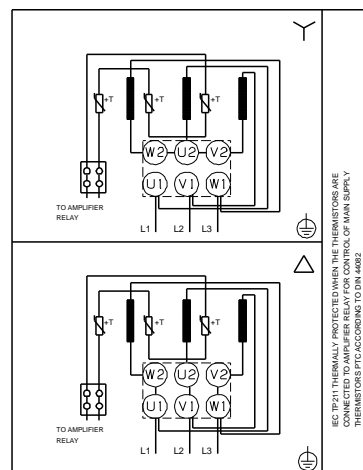 +T
+T
+T
W2 U2 V2
U1 V1 W1
TO AMPLIFIER
RELAY
L1 L2 L3
+T
+T
+T
W2 U2 V2
U1 V1 W1
TO AMPLIFIER
RELAY
L1 L2 L3
IEC TP 211 THERMALLY PROTECTED WHEN THE THERMISTORS ARE
CONNECTED TO AMPLIFIER RELAY FOR CONTROL OF MAIN SUPPLY
THERMISTORS PTC ACCORDING TO DIN 44082